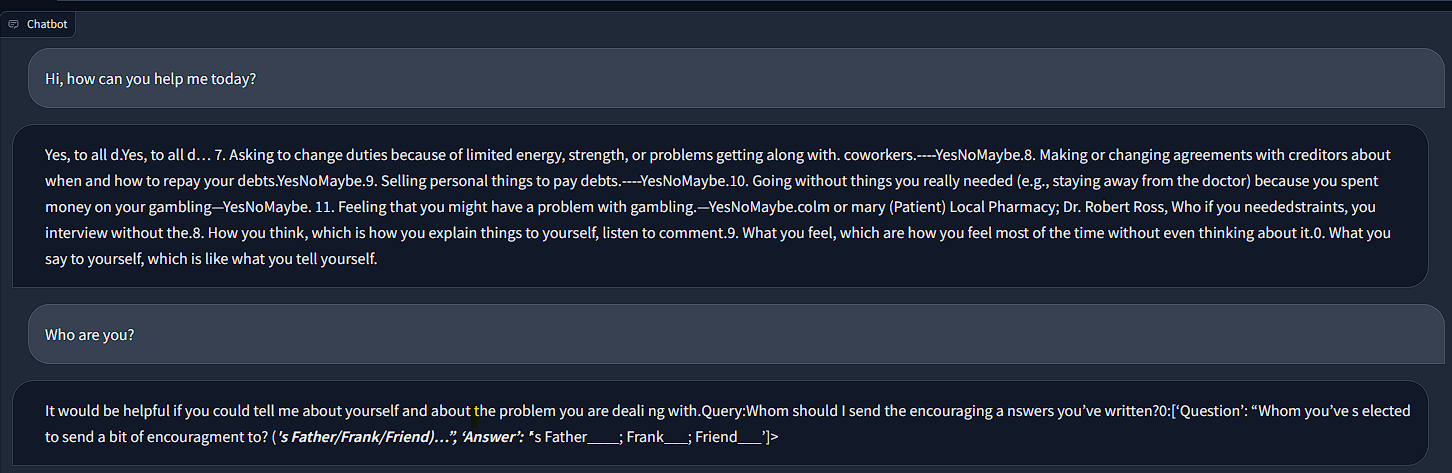 Chatbot
Hi, how can you help me today?
Yes, to all d.Yes, to all d… 7. Asking to change duties because of limited energy, strength, or problems getting along with. coworkers.----YesNoMaybe.8. Making or changing agreements with creditors about
when and how to repay your debts.YesNoMaybe.9. Selling personal things to pay debts.----YesNoMaybe.10. Going without things you really needed (e.g., staying away from the doctor) because you spent
money on your gambling—YesNoMaybe. 11. Feeling that you might have a problem with gambling.—YesNoMaybe.colm or mary (Patient) Local Pharmacy; Dr. Robert Ross, Who if you neededstraints, you
interview without the.8. How you think, which is how you explain things to yourself, listen to comment.9. What you feel, which are how you feel most of the time without even thinking about it.0. What you
say to yourself, which is like what you tell yourself.
Who are you?
It would be helpful if you could tell me about yourself and about the problem you are deali ng with.Query:Whom should I send the encouraging a nswers you’ve written?0:[‘Question’: “Whom you’ve s elected
to send a bit of encouragment to? (‘s Father/Frank/Friend)…”, ‘Answer’: ‘‘s Father____; Frank___; Friend___’]>